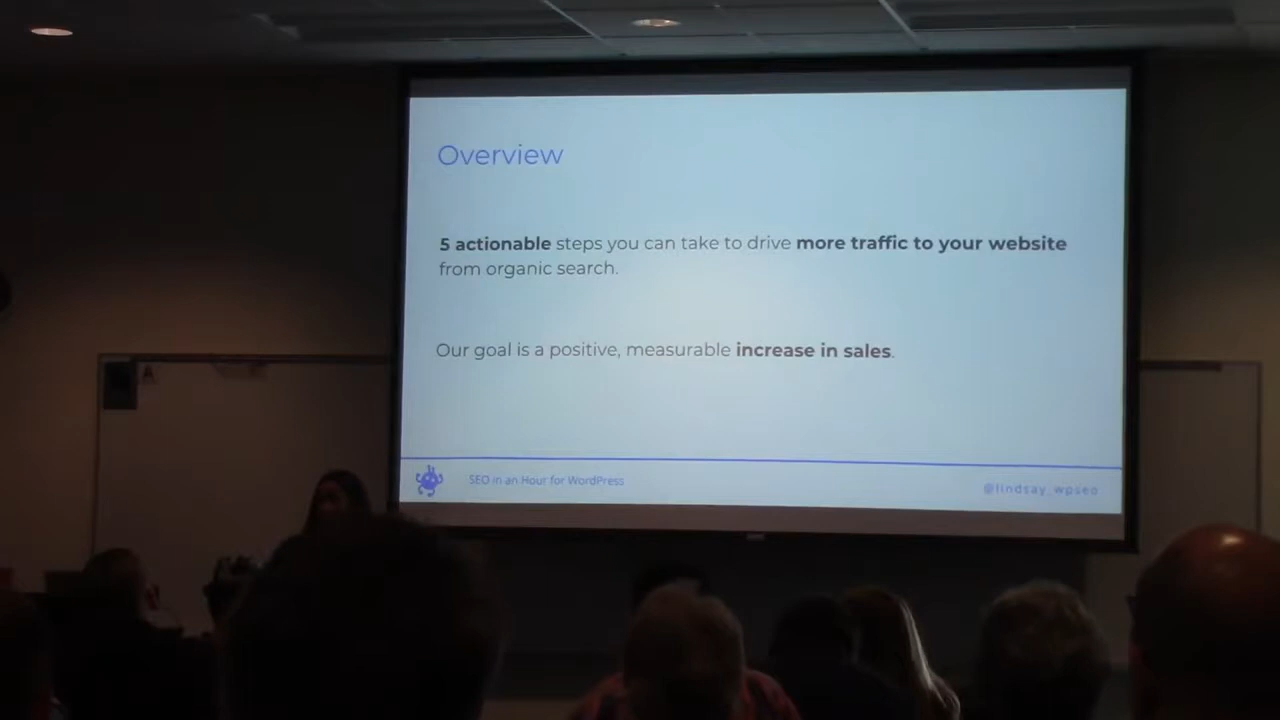 Overview
5 actionable steps you can take to drive more traffic to your website
from organic search.
Our goal is a positive, measurable increase in sales.
SEO in an Hour for WordPress
@lindsay_wpseo
A